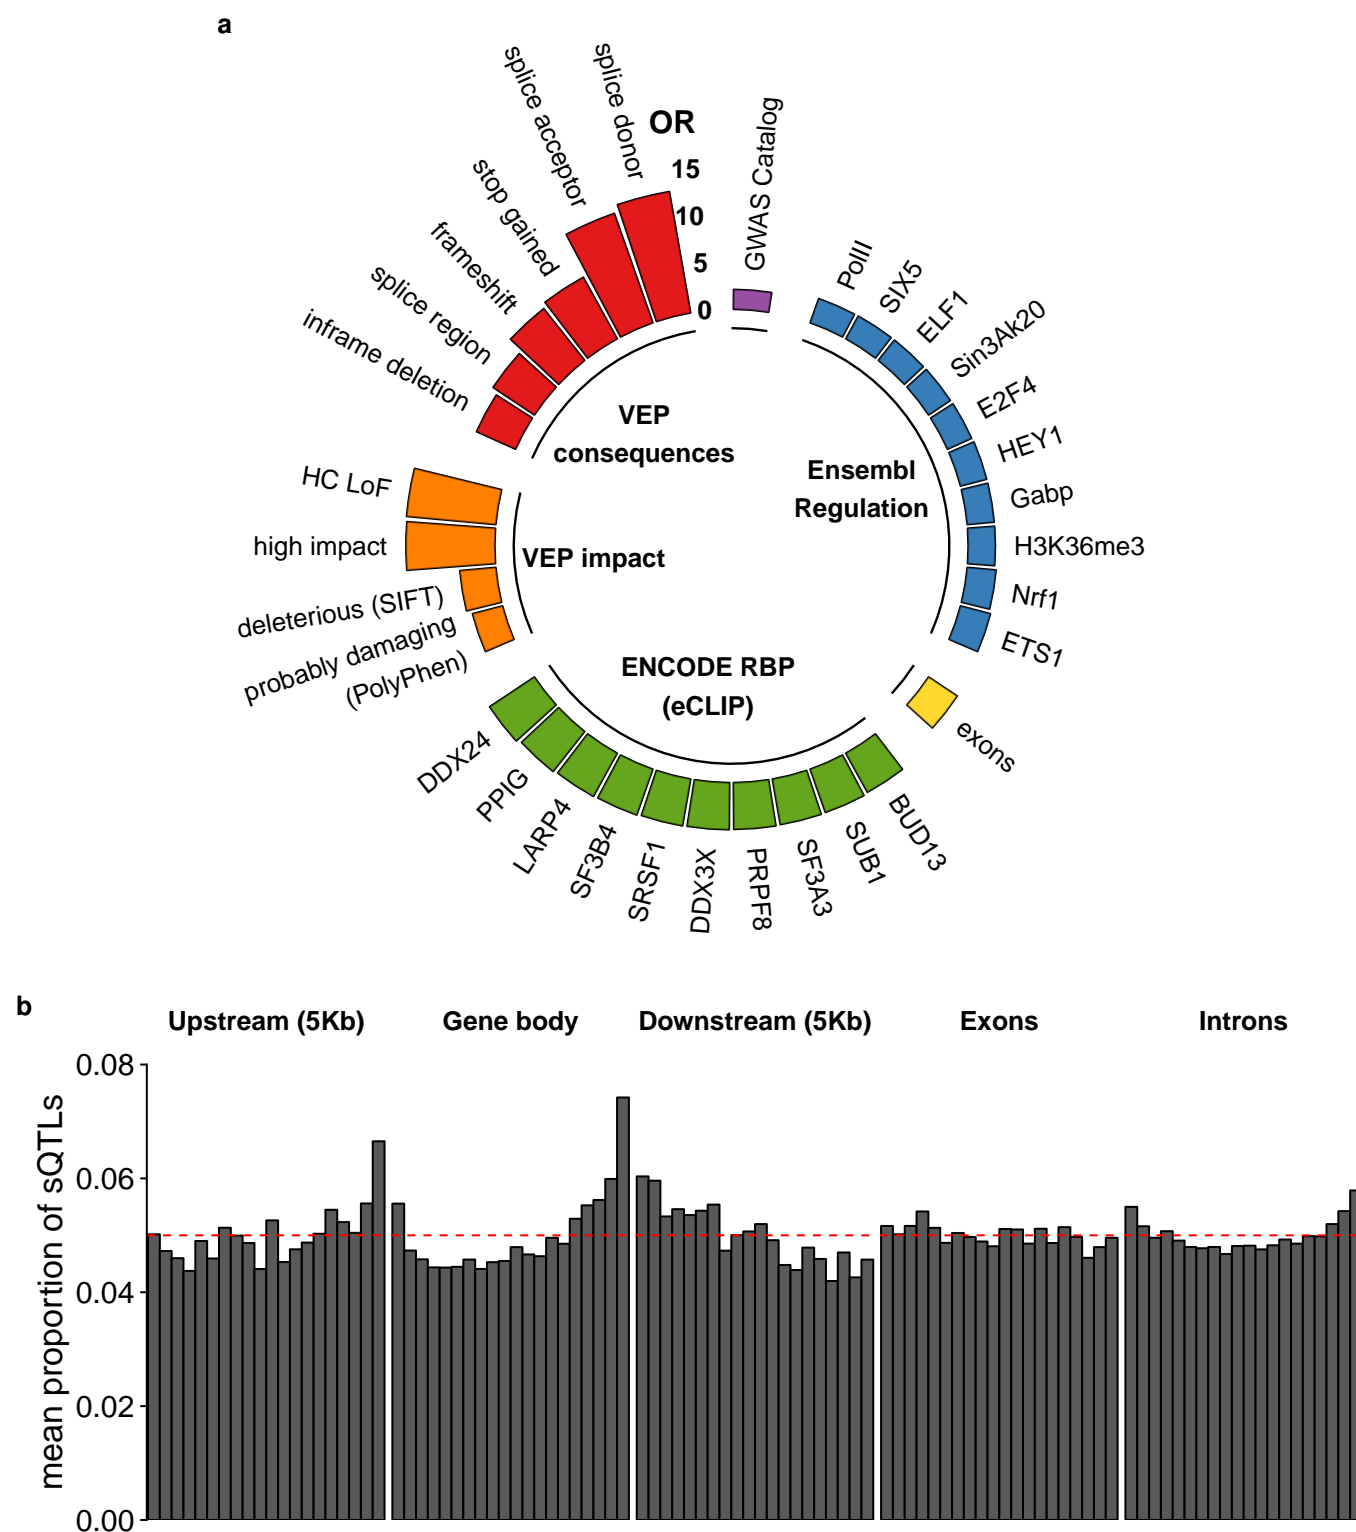 a
splice donor
splice acceptor
stop gained
frameshift
splice region
inframe deletion
OR
15
10
5
0
GWAS Catalog
PolII
SIX5
ELF1
Sin3Ak20
E2F4
HEY1
Gabp
H3K36me3
Nrf1
ETS1
VEP
consequences
Ensembl
Regulation
HC LoF
high impact
deleterious (SIFT)
probably damaging
(PolyPhen)
VEP impact
ENCODE RBP
(eCLIP)
exons
DDX24
PPIG
LARP4
SF3B4
SRSF1
DDX3X
PRPF8
SF3A3
SUB1
BUD13
b
Upstream (5Kb)
Gene body
Downstream (5Kb)
Exons
Introns
mean proportion of sQTLs
0.08
0.06
0.04
0.02
0.00